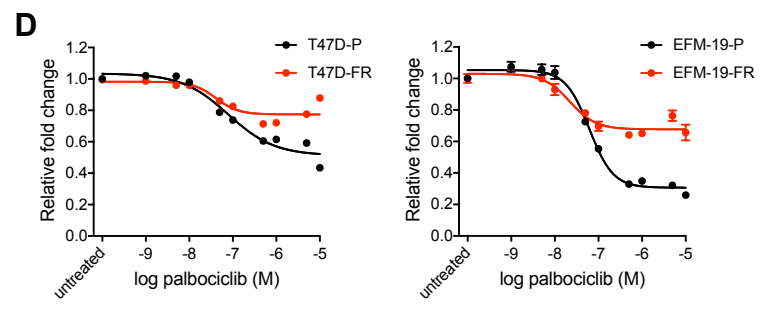 D
T47D-P
T47D-FR
Relative fold change
1.2
1.0
0.8
0.6
0.4
0.2
0.0
untreated
-9
-8
-7
-6
-5
log palbociclib (M)
EFM-19-P
EFM-19-FR
Relative fold change
1.2
1.0
0.8
0.6
0.4
0.2
0.0
untreated
-9
-8
-7
-6
-5
log palbociclib (M)